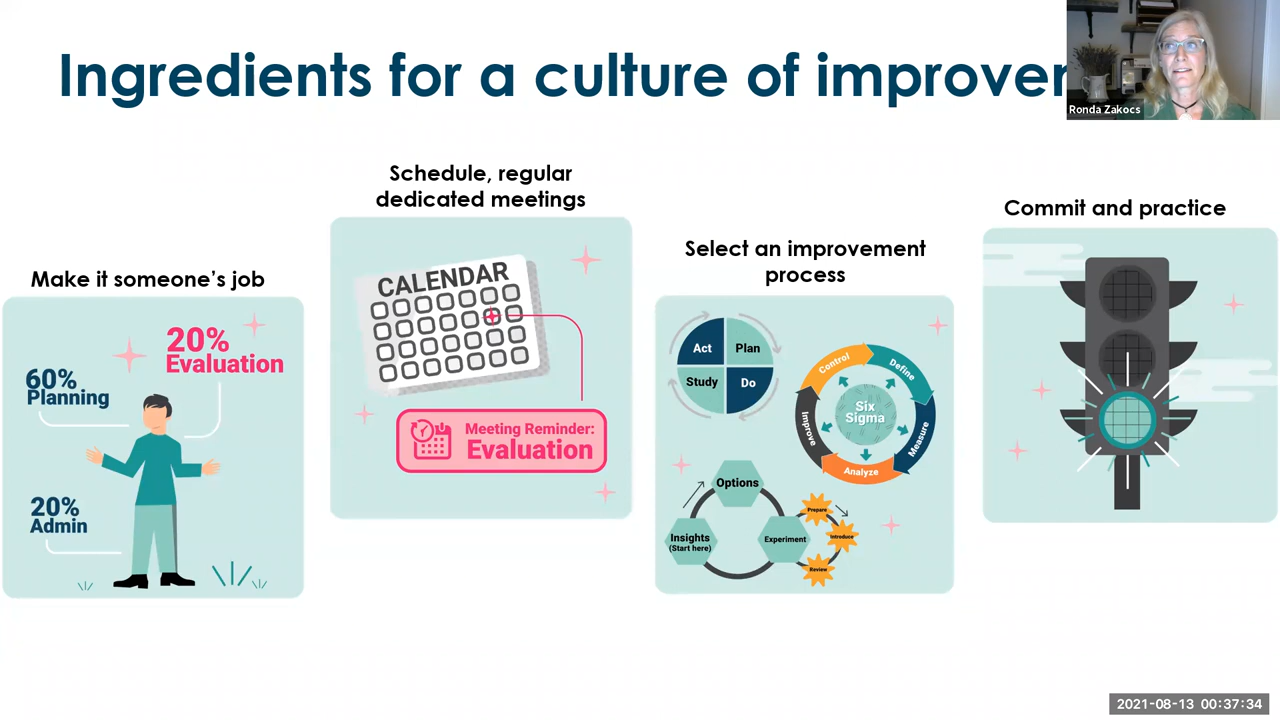 Ingredients for a culture of improvem
Ronda Zakocs
Make it someone’s job
20%
Evaluation
60%
Planning
20%
Admin
Schedule, regular
dedicated meetings
CALENDAR
Meeting Reminder:
Evaluation
Select an improvement
process
Act
Plan
Study
Do
Control
Define
Six
Sigma
Improve
Measure
Analyze
Options
Insights
(Start here)
Experiment
Prepare
Introduce
Review
Commit and practice
2021-08-13 00:37:34